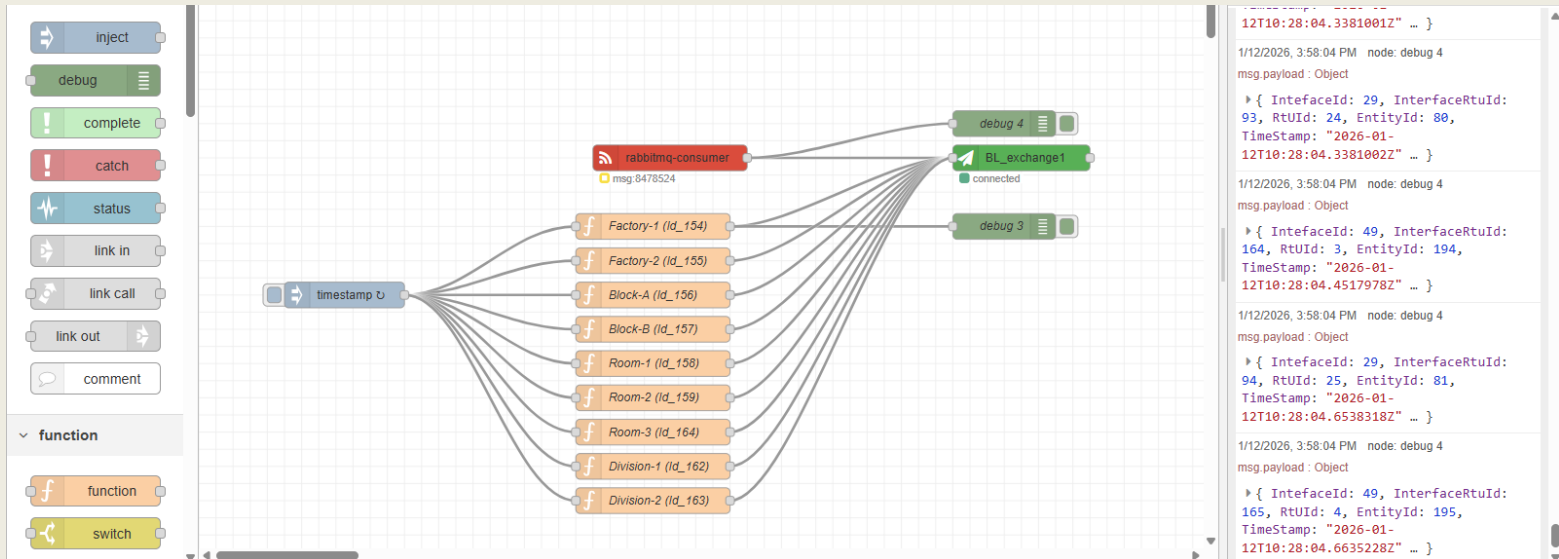 inject
debug
complete
catch
status
link in
link call
link out
comment
function
function
switch
debug 4
rabbitmq-consumer
msg:8478524
BL_exchange1
connected
Factory-1 (Id_154)
debug 3
Factory-2 (Id_155)
timestamp ↻
Block-A (Id_156)
Block-B (Id_157)
Room-1 (Id_158)
Room-2 (Id_159)
Room-3 (Id_164)
Division-1 (Id_162)
Division-2 (Id_163)
12T10:28:04.3381001Z" … }
1/12/2026, 3:58:04 PM node: debug 4
msg.payload : Object
{ IntefaceId: 29, InterfaceRtuId:
93, RtUId: 24, EntityId: 80,
TimeStamp: "2026-01-
12T10:28:04.3381002Z" … }
1/12/2026, 3:58:04 PM node: debug 4
msg.payload : Object
{ IntefaceId: 49, InterfaceRtuId:
164, RtUId: 3, EntityId: 194,
TimeStamp: "2026-01-
12T10:28:04.4517978Z" … }
1/12/2026, 3:58:04 PM node: debug 4
msg.payload : Object
{ IntefaceId: 29, InterfaceRtuId:
94, RtUId: 25, EntityId: 81,
TimeStamp: "2026-01-
12T10:28:04.6538318Z" … }
1/12/2026, 3:58:04 PM node: debug 4
msg.payload : Object
{ IntefaceId: 49, InterfaceRtuId:
165, RtUId: 4, EntityId: 195,
TimeStamp: "2026-01-
12T10:28:04.6635228Z" … }